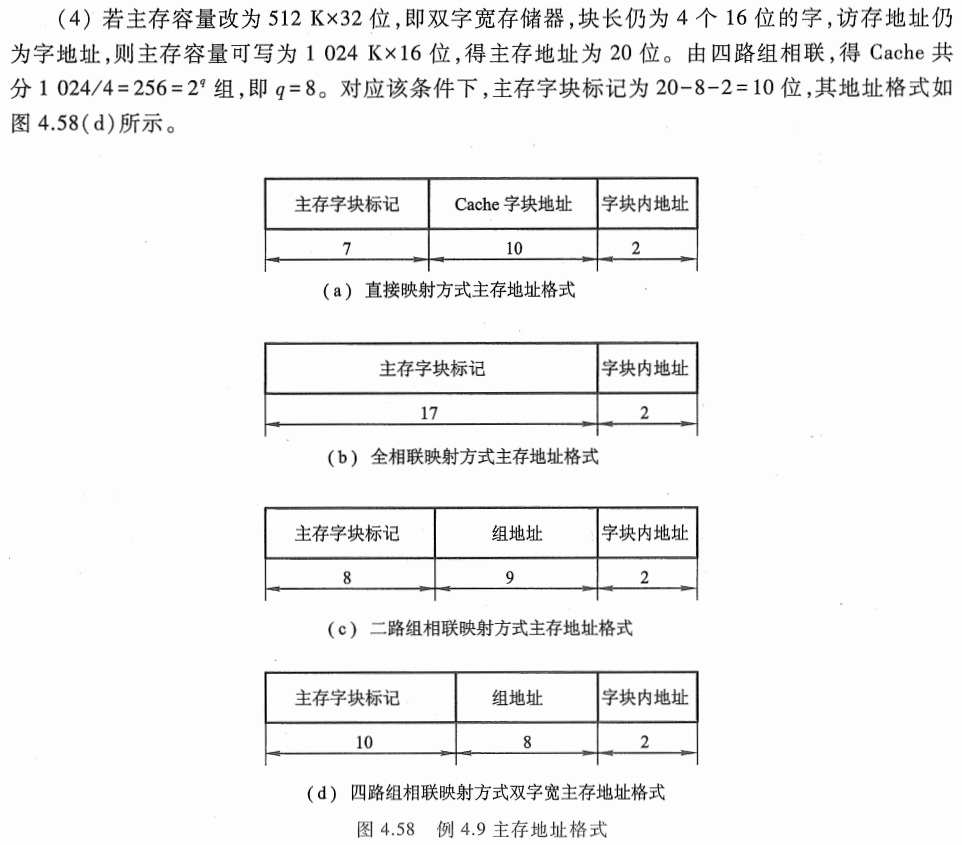 (4) 若主存容量改为 512 K×32 位,即双字宽存储器,块长仍为 4 个 16 位的字,访存地址仍
为字地址,则主存容量可写为 1 024 K×16 位,得主存地址为 20 位。由四路组相联,得 Cache 共
分 1 024/4=256=2^q 组,即 q=8。对应该条件下,主存字块标记为 20-8-2=10 位,其地址格式如
图 4.58(d)所示。
主存字块标记 Cache 字块地址 字块内地址
7 10 2
(a) 直接映射方式主存地址格式
主存字块标记 字块内地址
17 2
(b) 全相联映射方式主存地址格式
主存字块标记 组地址 字块内地址
8 9 2
(c) 二路组相联映射方式主存地址格式
主存字块标记 组地址 字块内地址
10 8 2
(d) 四路组相联映射方式双字宽主存地址格式
图 4.58 例 4.9 主存地址格式